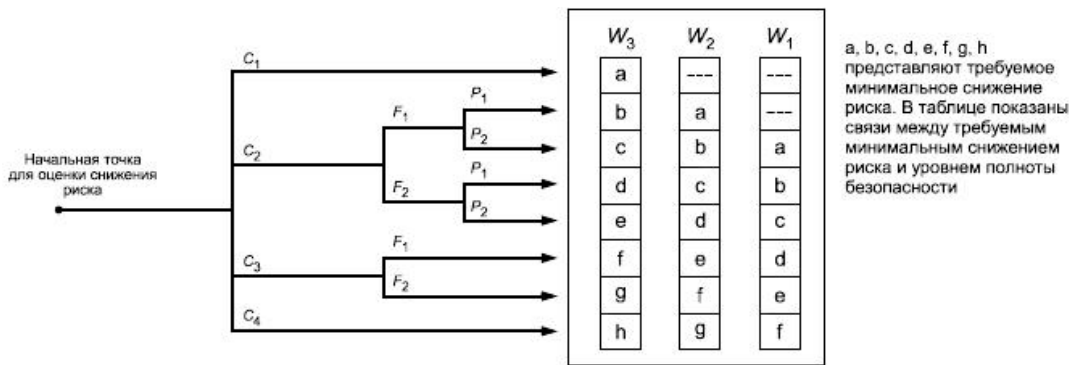 W3 W2 W1
C1 a --- ---
P1 b a ---
F1
P2 c b a
C2
P1 d c b
F2
P2 e d c
F1 f e d
C3
F2 g f e
C4 h g f
Начальная точка
для оценки снижения
риска
a, b, c, d, e, f, g, h
представляют требуемое
минимальное снижение
риска. В таблице показаны
связи между требуемым
минимальным снижением
риска и уровнем полноты
безопасности